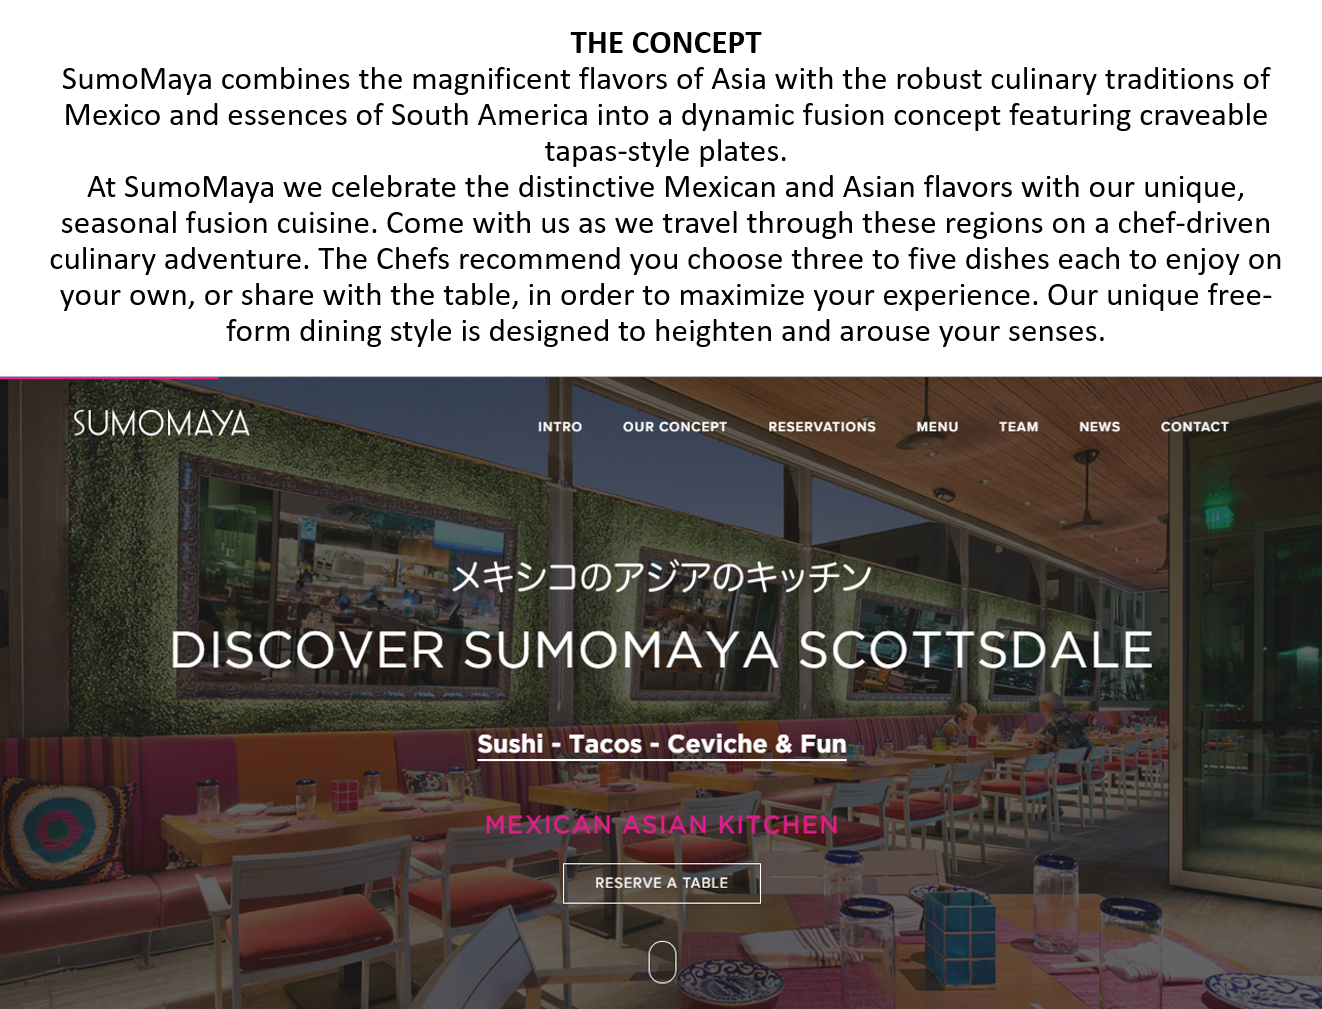 THE CONCEPT
SumoMaya combines the magnificent flavors of Asia with the robust culinary traditions of
Mexico and essences of South America into a dynamic fusion concept featuring craveable
tapas-style plates.
At SumoMaya we celebrate the distinctive Mexican and Asian flavors with our unique,
seasonal fusion cuisine. Come with us as we travel through these regions on a chef-driven
culinary adventure. The Chefs recommend you choose three to five dishes each to enjoy on
your own, or share with the table, in order to maximize your experience. Our unique free-
form dining style is designed to heighten and arouse your senses.
SUMOMAYA
INTRO OUR CONCEPT RESERVATIONS MENU TEAM NEWS CONTACT
メキシコのアジアのキッチン
DISCOVER SUMOMAYA SCOTTSDALE
Sushi - Tacos - Ceviche & Fun
MEXICAN ASIAN KITCHEN
RESERVE A TABLE